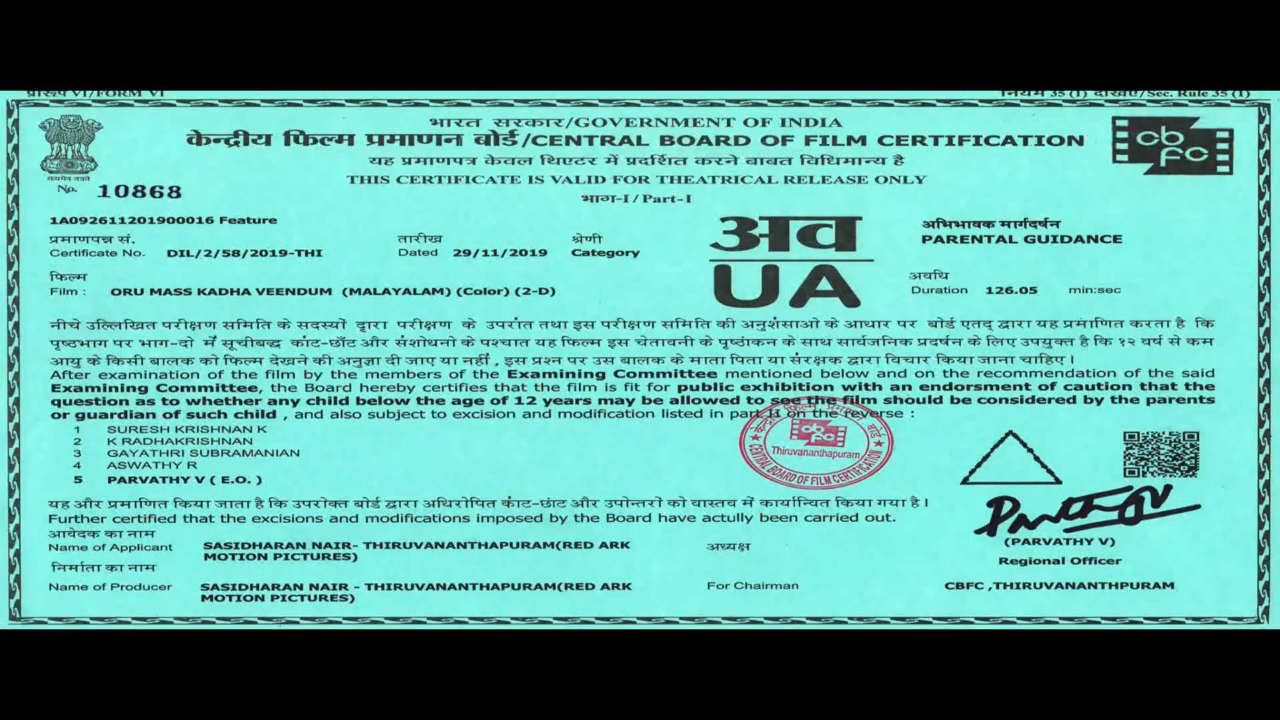 प्रारूप VI/FORM VI
नियम 35 (1) देखिए/Sec. Rule 35 (1)
भारत सरकार/GOVERNMENT OF INDIA
केन्द्रीय फिल्म प्रमाणन बोर्ड/CENTRAL BOARD OF FILM CERTIFICATION
cbfc
यह प्रमाणपत्र केवल थिएटर में प्रदर्शित करने बाबत विधिमान्य है
THIS CERTIFICATE IS VALID FOR THEATRICAL RELEASE ONLY
No. 10868
भाग-I/Part-I
1A092611201900016 Feature
प्रमाणपत्र सं. तारीख श्रेणी
Certificate No. DIL/2/58/2019-THI Dated 29/11/2019 Category
अव
UA
अभिभावक मार्गदर्शन
PARENTAL GUIDANCE
फिल्म
Film : ORU MASS KADHA VEENDUM (MALAYALAM) (Color) (2-D)
अवधि
Duration 126.05 min:sec
नीचे उल्लिखित परीक्षण समिति के सदस्यों द्वारा परीक्षण के उपरांत तथा इस परीक्षण समिति की अनुशंसाओ के आधार पर बोर्ड एतद् द्वारा यह प्रमाणित करता है कि
पृष्ठभाग पर भाग-दो में सूचीबद्ध कांट-छाँट और संशोधनो के पश्चात यह फिल्म इस चेतावनी के पृष्ठांकन के साथ सार्वजनिक प्रदर्शन के लिए उपयुक्त है कि १२ वर्ष से कम
आयु के किसी बालक को फिल्म देखने की अनुज्ञा दी जाए या नहीं , इस प्रश्न पर उस बालक के माता पिता या संरक्षक द्वारा विचार किया जाना चाहिए।
After examination of the film by the members of the Examining Committee mentioned below and on the recommendation of the said
Examining Committee, the Board hereby certifies that the film is fit for public exhibition with an endorsment of caution that the
question as to whether any child below the age of 12 years may be allowed to see the film should be considered by the parents
or guardian of such child , and also subject to excision and modification listed in part II on the reverse :
1 SURESH KRISHNAN K
2 K RADHAKRISHNAN
3 GAYATHRI SUBRAMANIAN
4 ASWATHY R
5 PARVATHY V ( E.O. )
cbfc
Thiruvananthapuram
CENTRAL BOARD OF FILM CERTIFICATION
यह और प्रमाणित किया जाता है कि उपरोक्त बोर्ड द्वारा अधिरोपित कांट-छांट और उपोन्तरों को वास्तव में कार्यान्वित किया गया है।
Further certified that the excisions and modifications imposed by the Board have actully been carried out.
आवेदक का नाम
Name of Applicant SASIDHARAN NAIR- THIRUVANANTHAPURAM(RED ARK
MOTION PICTURES)
अध्यक्ष
(PARVATHY V)
Regional Officer
निर्माता का नाम
Name of Producer SASIDHARAN NAIR - THIRUVANANTHAPURAM(RED ARK
MOTION PICTURES)
For Chairman CBFC ,THIRUVANANTHPURAM